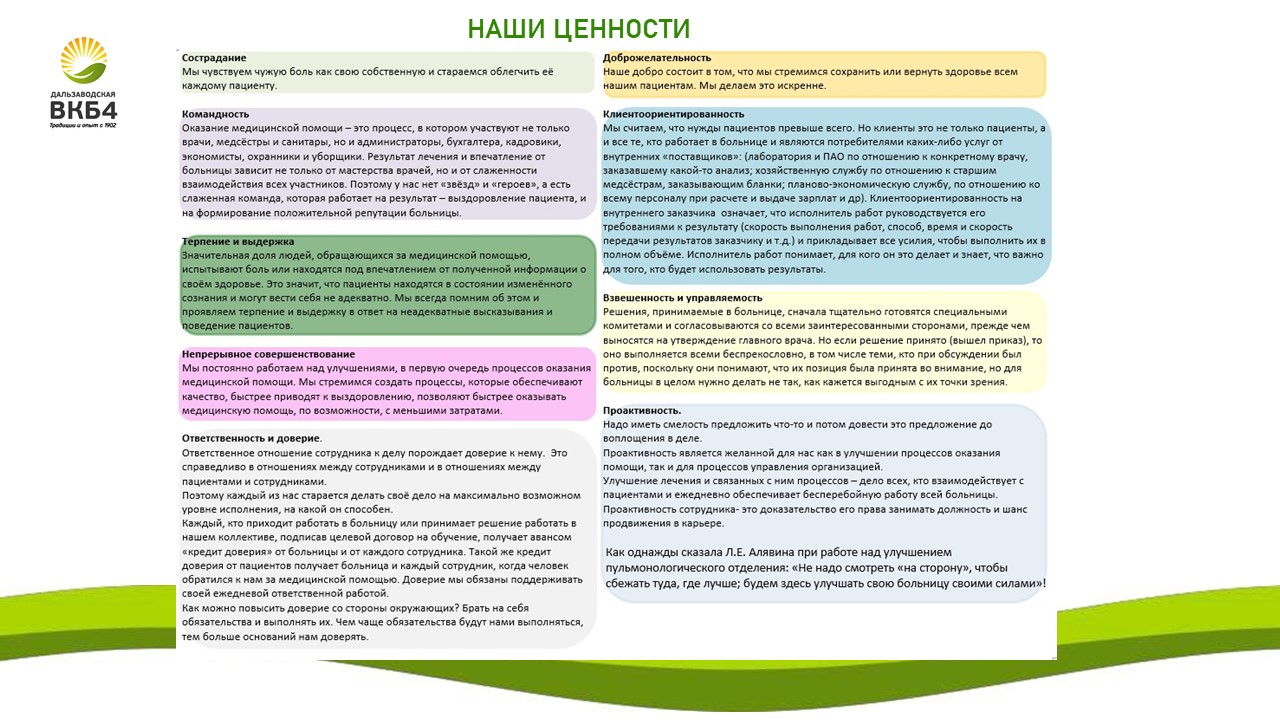 НАШИ ЦЕННОСТИ
ДАЛЬЗАВОДСКАЯ
ВКБ4
Традиции и опыт с 1902
Сострадание
Мы чувствуем чужую боль как свою собственную и стараемся облегчить её
каждому пациенту.
Командность
Оказание медицинской помощи – это процесс, в котором участвуют не только
врачи, медсёстры и санитары, но и администраторы, бухгалтера, кадровики,
экономисты, охранники и уборщики. Результат лечения и впечатление от
больницы зависит не только от мастерства врачей, но и от слаженности
взаимодействия всех участников. Поэтому у нас нет «звёзд» и «героев», а есть
слаженная команда, которая работает на результат – выздоровление пациента, и
на формирование положительной репутации больницы.
Терпение и выдержка
Значительная доля людей, обращающихся за медицинской помощью,
испытывают боль или находятся под впечатлением от полученной информации о
своём здоровье. Это значит, что пациенты находятся в состоянии изменённого
сознания и могут вести себя не адекватно. Мы всегда помним об этом и
проявляем терпение и выдержку в ответ на неадекватные высказывания и
поведение пациентов.
Непрерывное совершенствование
Мы постоянно работаем над улучшениями, в первую очередь процессов оказания
медицинской помощи. Мы стремимся создать процессы, которые обеспечивают
качество, быстрее приводят к выздоровлению, позволяют быстрее оказывать
медицинскую помощь, по возможности, с меньшими затратами.
Ответственность и доверие.
Ответственное отношение сотрудника к делу порождает доверие к нему.  Это
справедливо в отношениях между сотрудниками и в отношениях между
пациентами и сотрудниками.
Поэтому каждый из нас старается делать своё дело на максимально возможном
уровне исполнения, на какой он способен.
Каждый, кто приходит работать в больницу или принимает решение работать в
нашем коллективе, подписав целевой договор на обучение, получает авансом
«кредит доверия» от больницы и от каждого сотрудника. Такой же кредит
доверия от пациентов получает больница и каждый сотрудник, когда человек
обратился к нам за медицинской помощью. Доверие мы обязаны поддерживать
своей ежедневной ответственной работой.
Как можно повысить доверие со стороны окружающих? Брать на себя
обязательства и выполнять их. Чем чаще обязательства будут нами выполняться,
тем больше оснований нам доверять.
Доброжелательность
Наше добро состоит в том, что мы стремимся сохранить или вернуть здоровье всем
нашим пациентам. Мы делаем это искренне.
Клиентоориентированность
Мы считаем, что нужды пациентов превыше всего. Но клиенты это не только пациенты, а
и все те, кто работает в больнице и являются потребителями каких-либо услуг от
внутренних «поставщиков»: (лаборатория и ПАО по отношению к конкретному врачу,
заказавшему какой-то анализ; хозяйственную службу по отношению к старшим
медсёстрам, заказывающим бланки; планово-экономическую службу, по отношению ко
всему персоналу при расчете и выдаче зарплат и др). Клиентоориентированность на
внутреннего заказчика  означает, что исполнитель работ руководствуется его
требованиями к результату (скорость выполнения работ, способ, время и скорость
передачи результатов заказчику и т.д.) и прикладывает все усилия, чтобы выполнить их в
полном объёме. Исполнитель работ понимает, для кого он это делает и знает, что важно
для того, кто будет использовать результаты.
Взвешенность и управляемость
Решения, принимаемые в больнице, сначала тщательно готовятся специальными
комитетами и согласовываются со всеми заинтересованными сторонами, прежде чем
выносятся на утверждение главного врача. Но если решение принято (вышел приказ), то
оно выполняется всеми беспрекословно, в том числе теми, кто при обсуждении был
против, поскольку они понимают, что их позиция была принята во внимание, но для
больницы в целом нужно делать не так, как кажется выгодным с их точки зрения.
Проактивность.
Надо иметь смелость предложить что-то и потом довести это предложение до
воплощения в деле.
Проактивность является желанной для нас как в улучшении процессов оказания
помощи, так и для процессов управления организацией.
Улучшение лечения и связанных с ним процессов – дело всех, кто взаимодействует с
пациентами и ежедневно обеспечивает бесперебойную работу всей больницы.
Проактивность сотрудника- это доказательство его права занимать должность и шанс
продвижения в карьере.
Как однажды сказала Л.Е. Алявина при работе над улучшением
пульмонологического отделения: «Не надо смотреть «на сторону», чтобы
сбежать туда, где лучше; будем здесь улучшать свою больницу своими силами»!